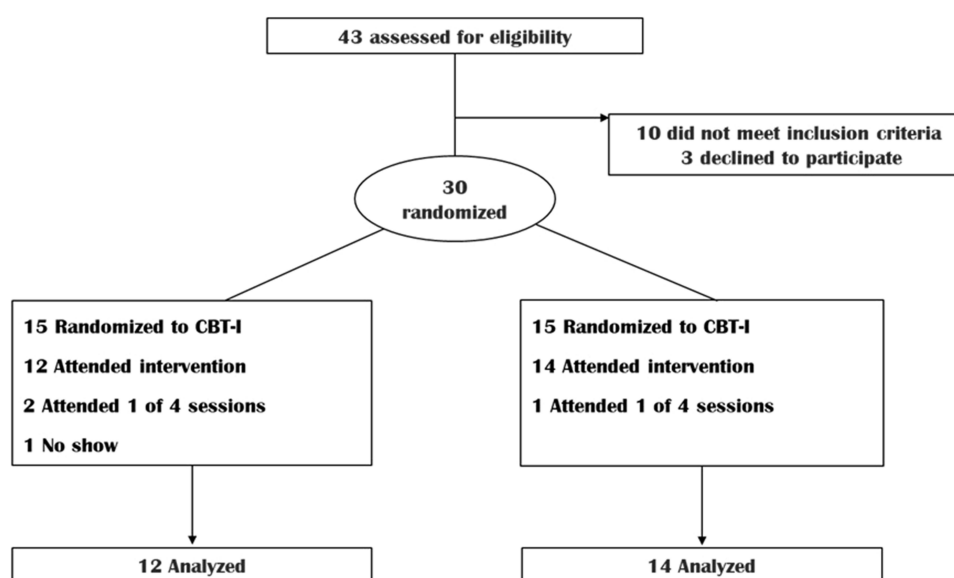 43 assessed for eligibility
10 did not meet inclusion criteria
3 declined to participate
30
randomized
15 Randomized to CBT-I
12 Attended intervention
2 Attended 1 of 4 sessions
1 No show
15 Randomized to CBT-I
14 Attended intervention
1 Attended 1 of 4 sessions
12 Analyzed
14 Analyzed